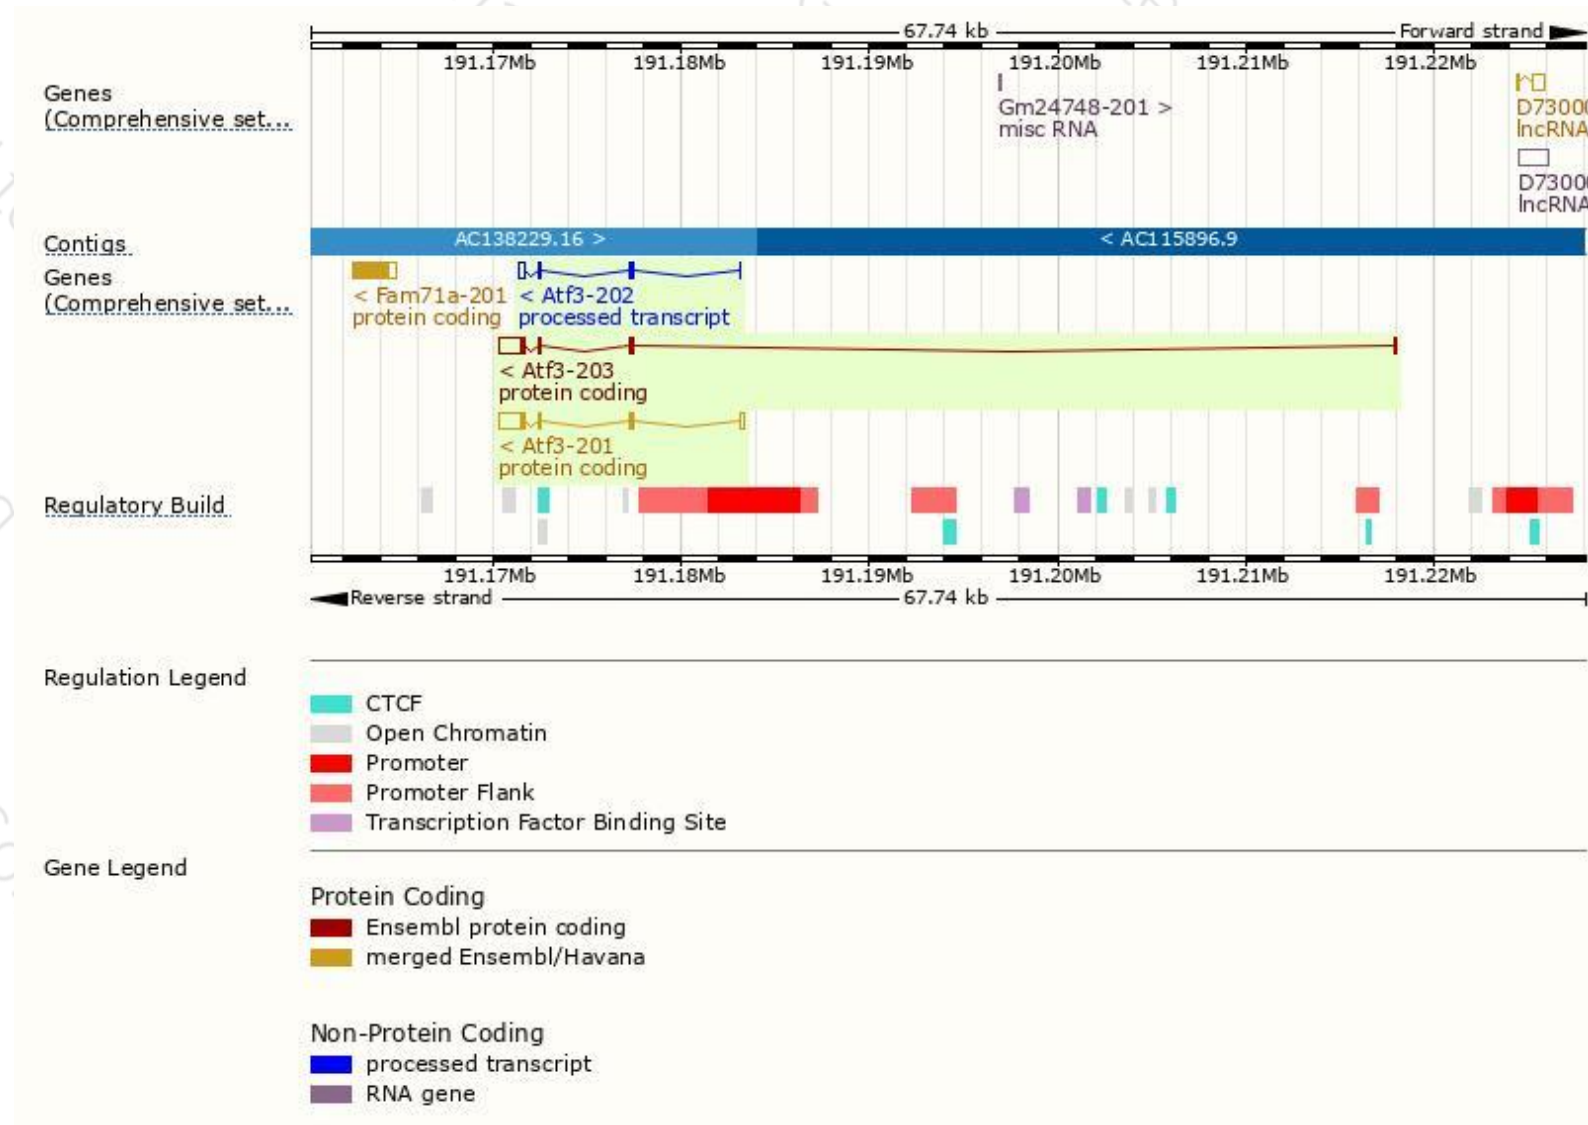 67.74 kb Forward strand
191.17Mb 191.18Mb 191.19Mb 191.20Mb 191.21Mb 191.22Mb
Genes
(Comprehensive set...
Gm24748-201 >
misc RNA
D7300
lncRNA
D7300
lncRNA
Contigs
AC138229.16 > < AC115896.9
Genes
(Comprehensive set...
< Fam71a-201 < Atf3-202
protein coding processed transcript
< Atf3-203
protein coding
< Atf3-201
protein coding
Regulatory Build
191.17Mb 191.18Mb 191.19Mb 191.20Mb 191.21Mb 191.22Mb
Reverse strand 67.74 kb
Regulation Legend
CTCF
Open Chromatin
Promoter
Promoter Flank
Transcription Factor Binding Site
Gene Legend
Protein Coding
Ensembl protein coding
merged Ensembl/Havana
Non-Protein Coding
processed transcript
RNA gene